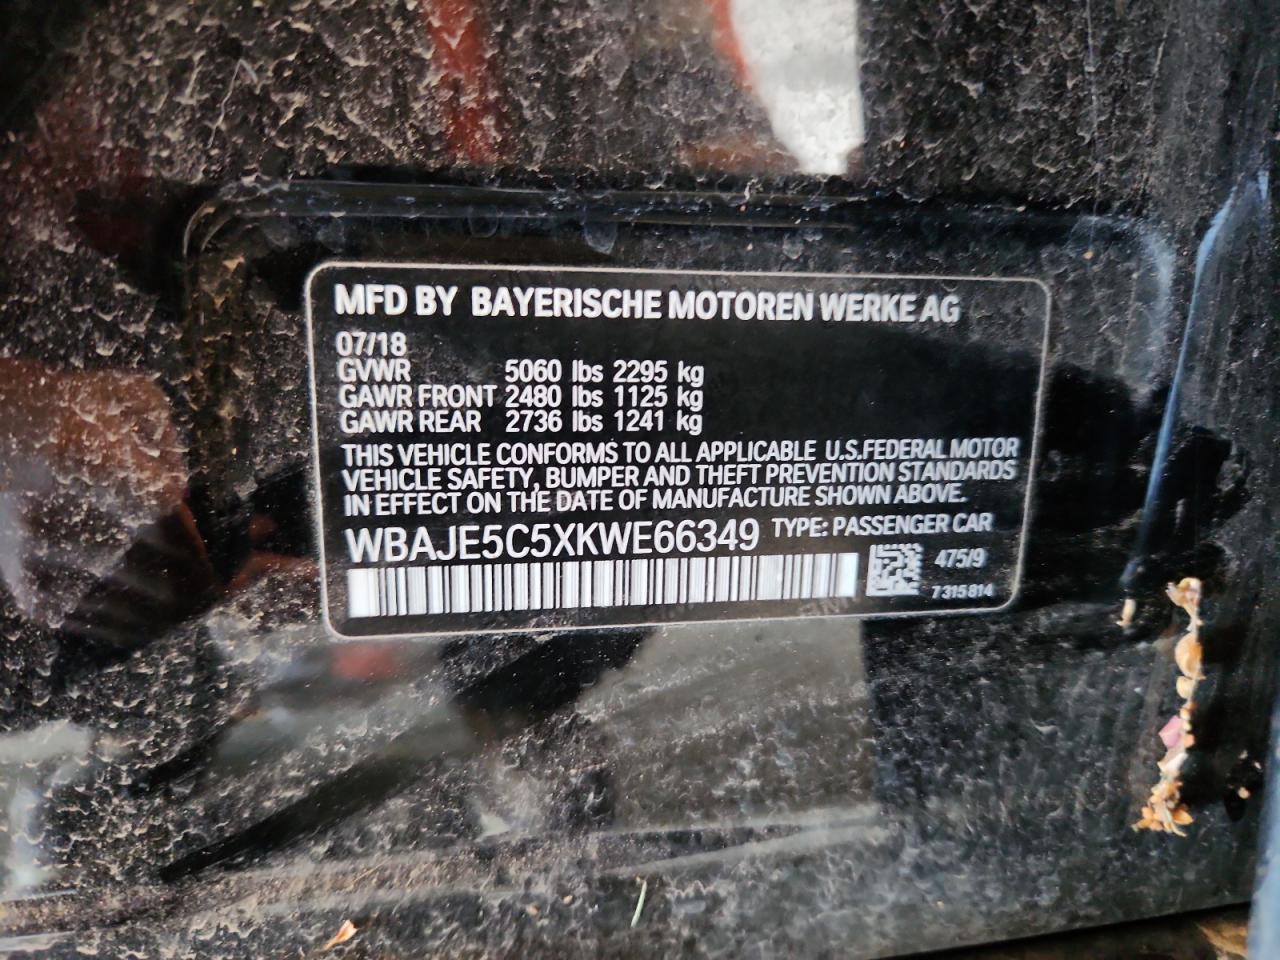 MFD BY BAYERISCHE MOTOREN WERKE AG
07/18
GVWR 5060 lbs 2295 kg
GAWR FRONT 2480 lbs 1125 kg
GAWR REAR 2736 lbs 1241 kg
THIS VEHICLE CONFORMS TO ALL APPLICABLE U.S.FEDERAL MOTOR
VEHICLE SAFETY, BUMPER AND THEFT PREVENTION STANDARDS
IN EFFECT ON THE DATE OF MANUFACTURE SHOWN ABOVE.
WBAJE5C5XKWE66349 TYPE: PASSENGER CAR
475/9
7315814